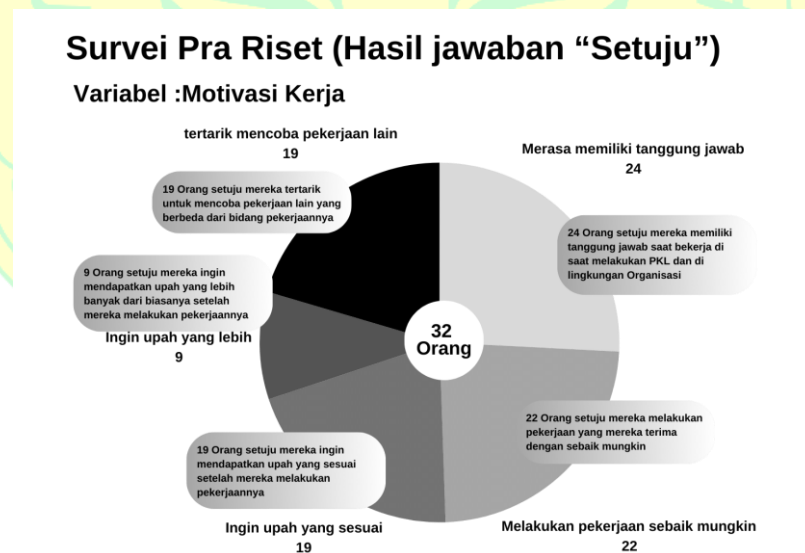 Survei Pra Riset (Hasil jawaban “Setuju”)
Variabel :Motivasi Kerja
tertarik mencoba pekerjaan lain
19
Merasa memiliki tanggung jawab
24
19 Orang setuju mereka tertarik
untuk mencoba pekerjaan lain yang
berbeda dari bidang pekerjaannya
24 Orang setuju mereka memiliki
tanggung jawab saat bekerja di
saat melakukan PKL dan di
lingkungan Organisasi
9 Orang setuju mereka ingin
mendapatkan upah yang lebih
banyak dari biasanya setelah
mereka melakukan pekerjaannya
Ingin upah yang lebih
9
32
Orang
22 Orang setuju mereka melakukan
pekerjaan yang mereka terima
dengan sebaik mungkin
19 Orang setuju mereka ingin
mendapatkan upah yang sesuai
setelah mereka melakukan
pekerjaannya
Ingin upah yang sesuai
19
Melakukan pekerjaan sebaik mungkin
22